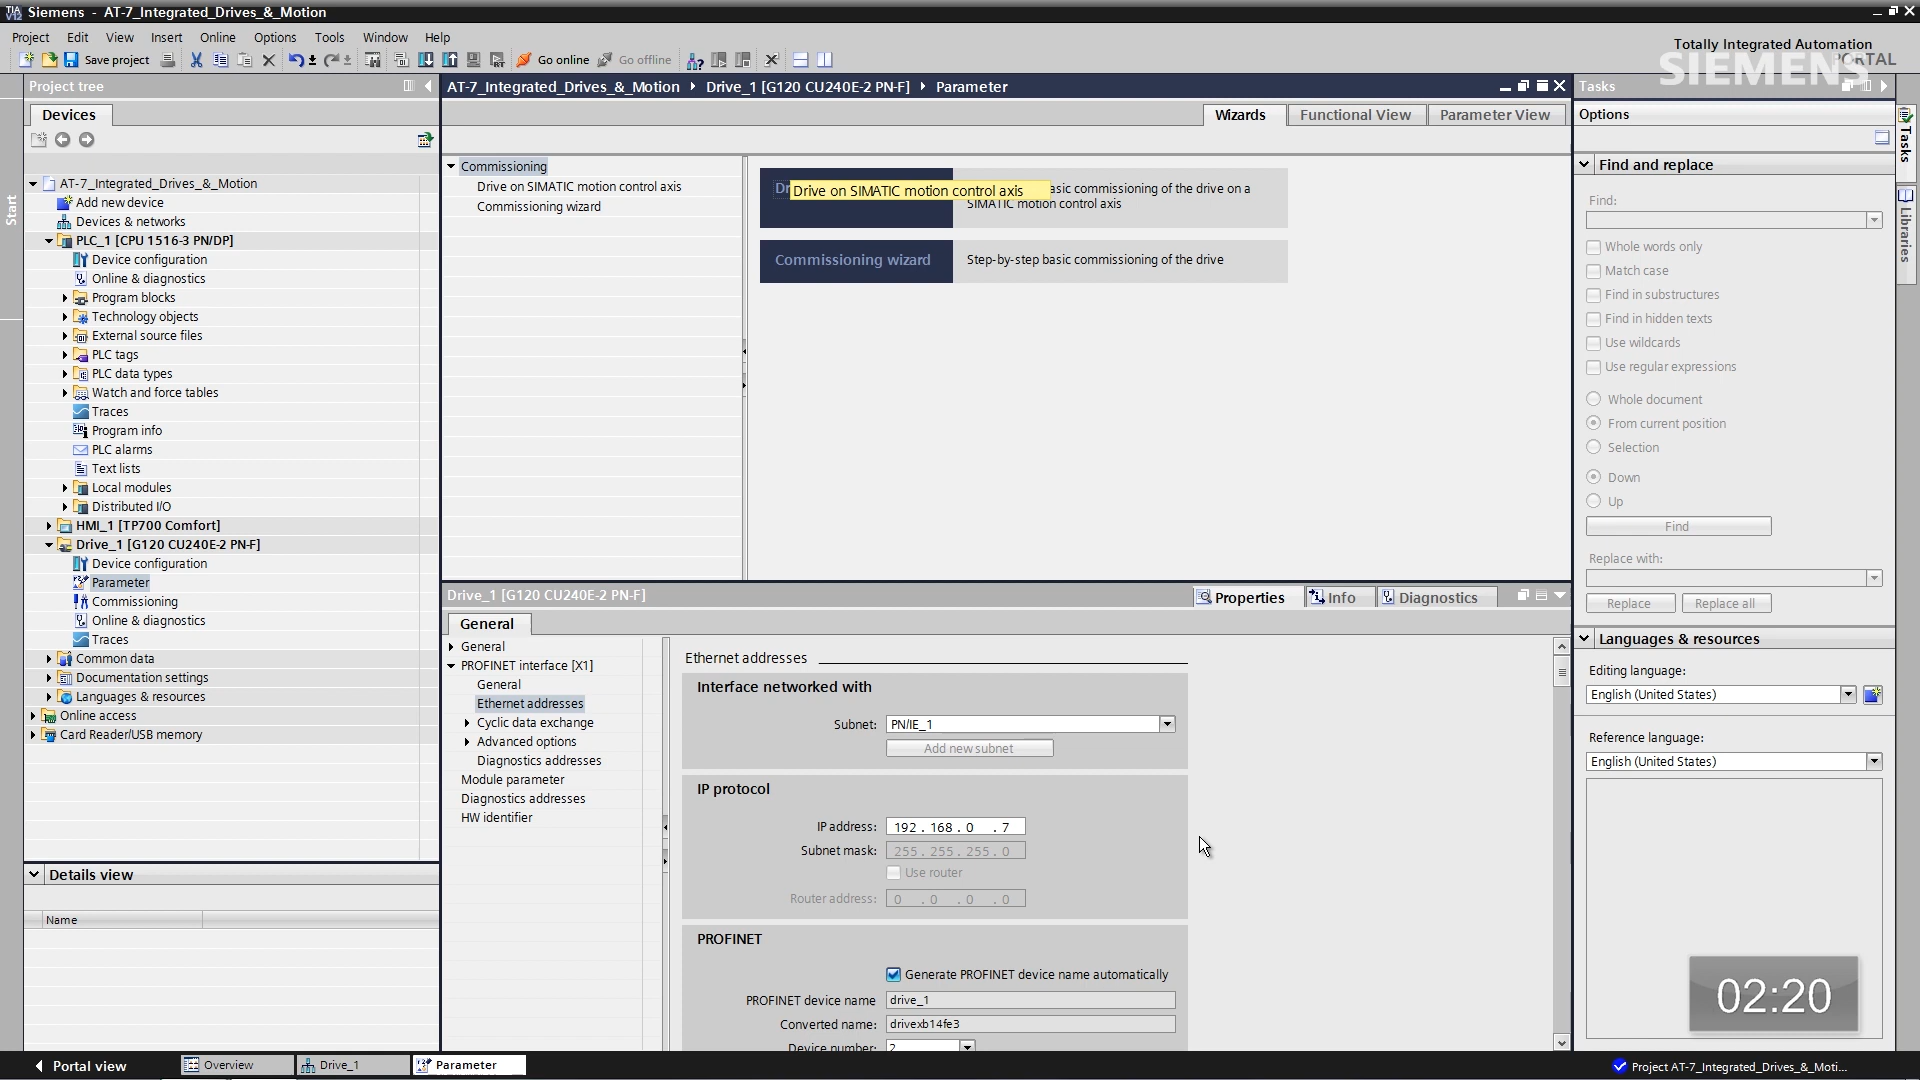 Siemens - AT-7_Integrated_Drives_&_Motion
Project Edit View Insert Online Options Tools Window Help
Save project Go online Go offline
Totally Integrated Automation
PORTAL
SIEMENS
Project tree
AT-7_Integrated_Drives_&_Motion Drive_1 [G120 CU240E-2 PN-F] Parameter
Tasks
Devices
Wizards Functional View Parameter View
Options
Start
Tasks
Libraries
AT-7_Integrated_Drives_&_Motion
Add new device
Devices & networks
PLC_1 [CPU 1516-3 PN/DP]
Device configuration
Online & diagnostics
Program blocks
Technology objects
External source files
PLC tags
PLC data types
Watch and force tables
Traces
Program info
PLC alarms
Text lists
Local modules
Distributed I/O
HMI_1 [TP700 Comfort]
Drive_1 [G120 CU240E-2 PN-F]
Device configuration
Parameter
Commissioning
Online & diagnostics
Traces
Common data
Documentation settings
Languages & resources
Online access
Card Reader/USB memory
Details view
Name
Commissioning
Drive on SIMATIC motion control axis
Commissioning wizard
Dr
Drive on SIMATIC motion control axis
asic commissioning of the drive on a
SIMATIC motion control axis
Commissioning wizard
Step-by-step basic commissioning of the drive
Drive_1 [G120 CU240E-2 PN-F]
Properties Info Diagnostics
General
General
PROFINET interface [X1]
General
Ethernet addresses
Cyclic data exchange
Advanced options
Diagnostics addresses
Module parameter
Diagnostics addresses
HW identifier
Ethernet addresses
Interface networked with
Subnet: PN/IE_1
Add new subnet
IP protocol
IP address: 192 . 168 . 0 . 7
Subnet mask: 255 . 255 . 255 . 0
Use router
Router address: 0 . 0 . 0 . 0
PROFINET
Generate PROFINET device name automatically
PROFINET device name drive_1
Converted name: drivexb14fe3
Device number: 2
Find and replace
Find:
Whole words only
Match case
Find in substructures
Find in hidden texts
Use wildcards
Use regular expressions
Whole document
From current position
Selection
Down
Up
Find
Replace with:
Replace Replace all
Languages & resources
Editing language:
English (United States)
Reference language:
English (United States)
02:20
Portal view Overview Drive_1 Parameter
Project AT-7_Integrated_Drives_&_Moti...